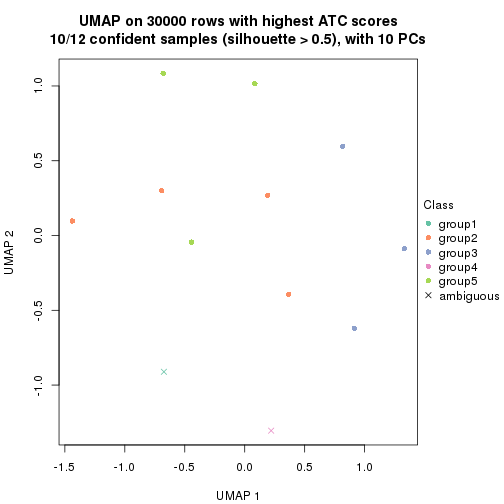 UMAP on 30000 rows with highest ATC scores
10/12 confident samples (silhouette > 0.5), with 10 PCs
1.0
0.5
0.0
-0.5
-1.0
UMAP 2
-1.5
-1.0
-0.5
0.0
0.5
1.0
UMAP 1
Class
group1
group2
group3
group4
group5
ambiguous